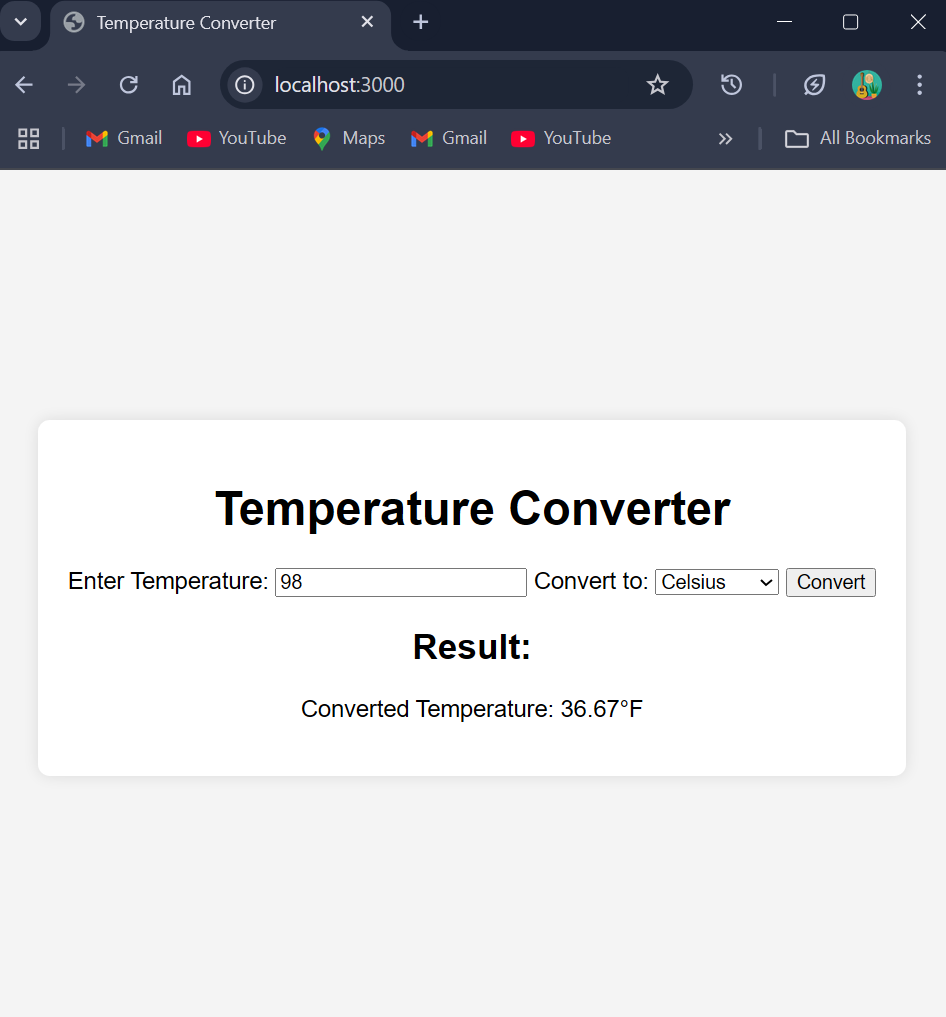 Temperature Converter
localhost:3000
Gmail YouTube Maps Gmail YouTube All Bookmarks
Temperature Converter
Enter Temperature: 98 Convert to: Celsius Convert
Result:
Converted Temperature: 36.67°F